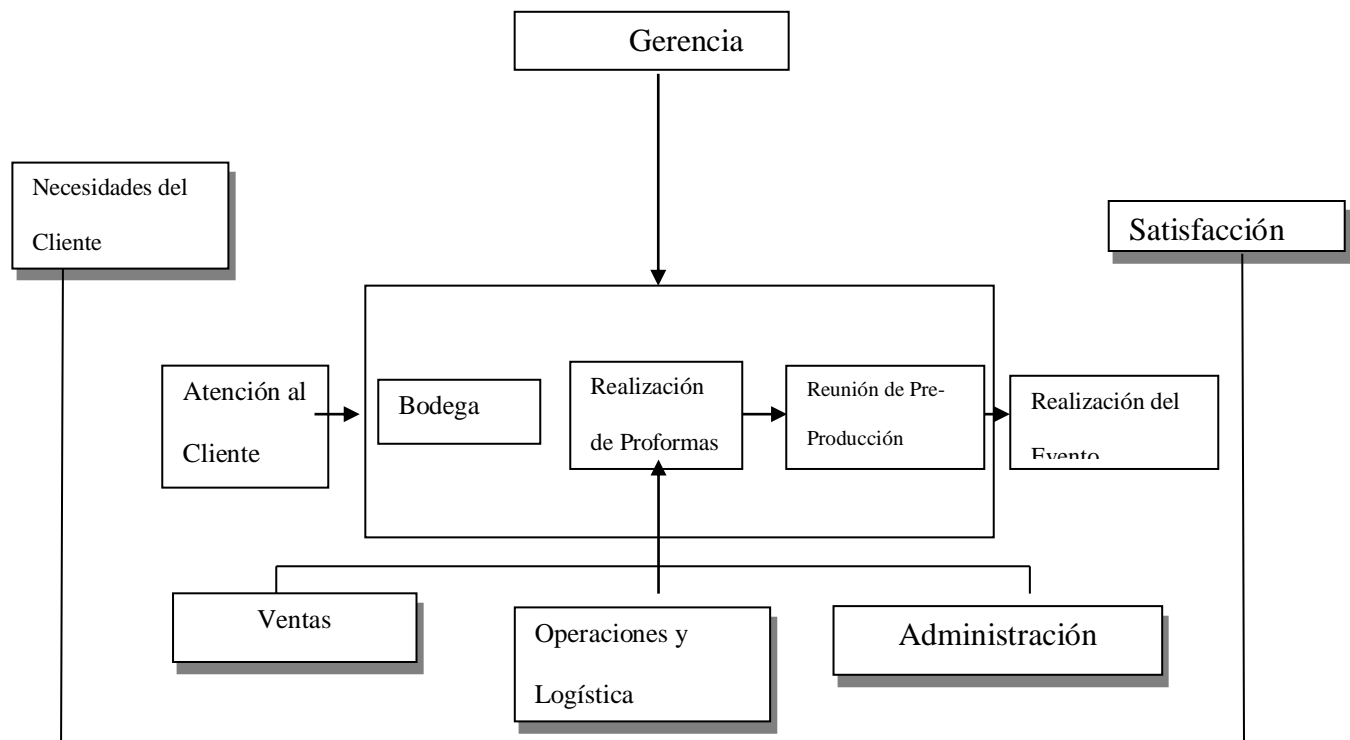 Gerencia
Necesidades del
Cliente
Satisfacción
Atención al
Cliente
Bodega
Realización
de Proformas
Reunión de Pre-
Producción
Realización del
Evento
Ventas
Operaciones y
Logística
Administración